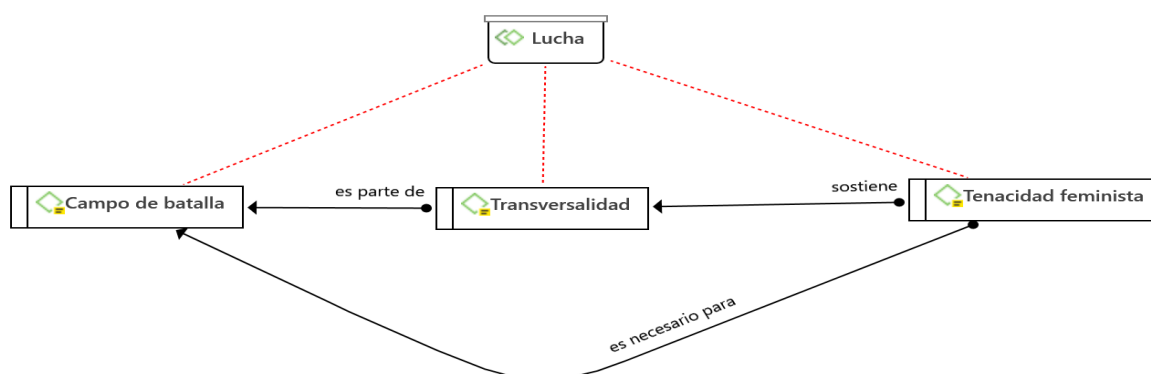 Lucha
es parte de
sostiene
Campo de batalla
Transversalidad
Tenacidad feminista
es necesario para